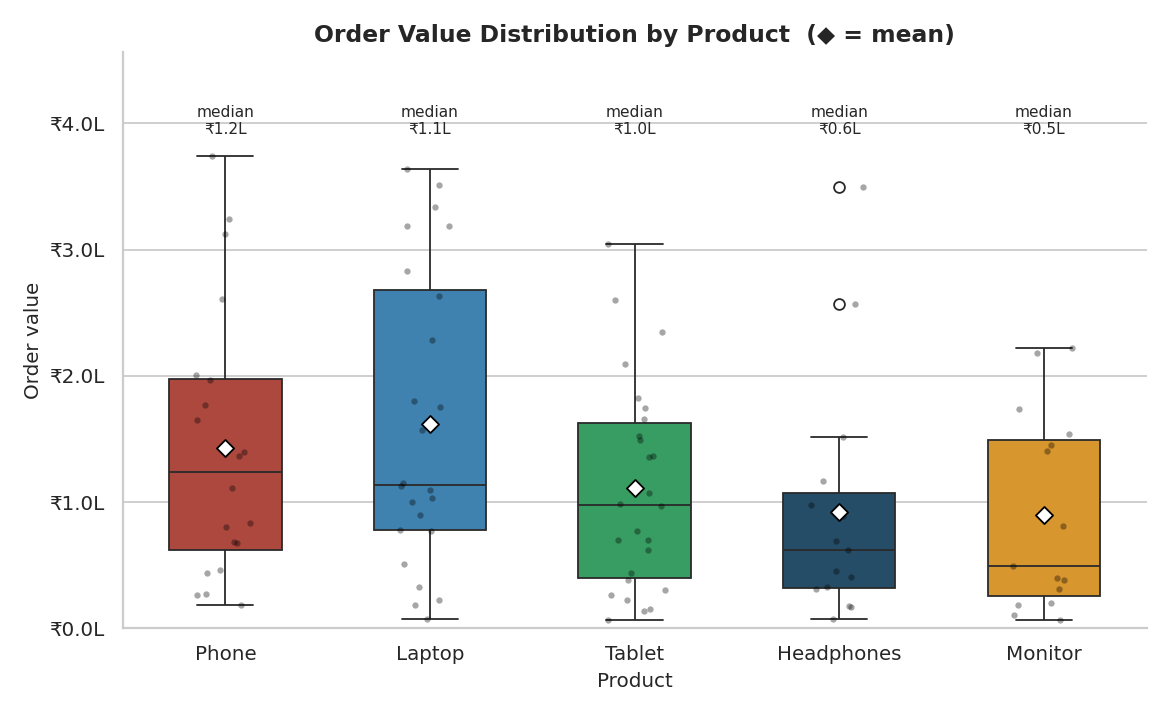 Order Value Distribution by Product  (◆ = mean)
median
₹1.2L
median
₹1.1L
median
₹1.0L
median
₹0.6L
median
₹0.5L
₹4.0L
₹3.0L
₹2.0L
₹1.0L
₹0.0L
Order value
Phone
Laptop
Tablet
Headphones
Monitor
Product